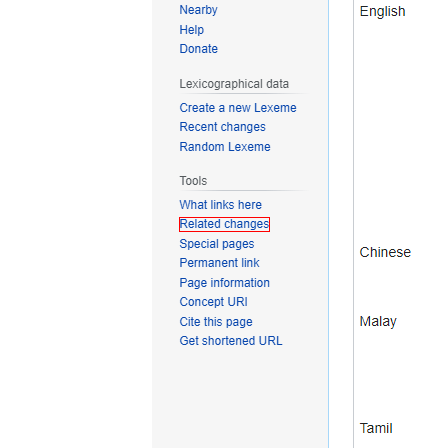 Nearby
Help
Donate
Lexicographical data
Create a new Lexeme
Recent changes
Random Lexeme
Tools
What links here
Related changes
Special pages
Permanent link
Page information
Concept URI
Cite this page
Get shortened URL
English
Chinese
Malay
Tamil